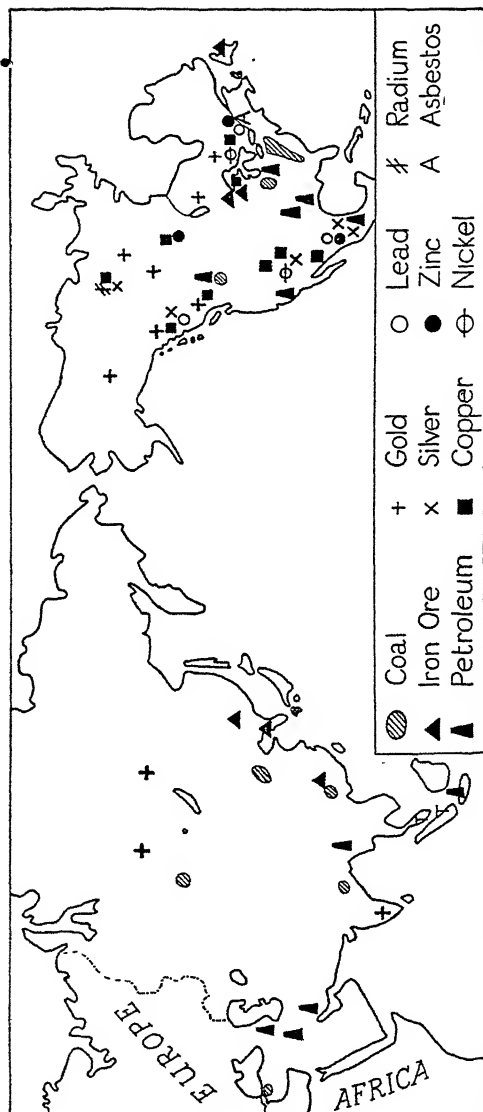 EUROPE
AFRICA
A
Coal + Gold Lead Radium
Iron Ore × Silver Zinc A Asbestos
Petroleum Copper Nickel